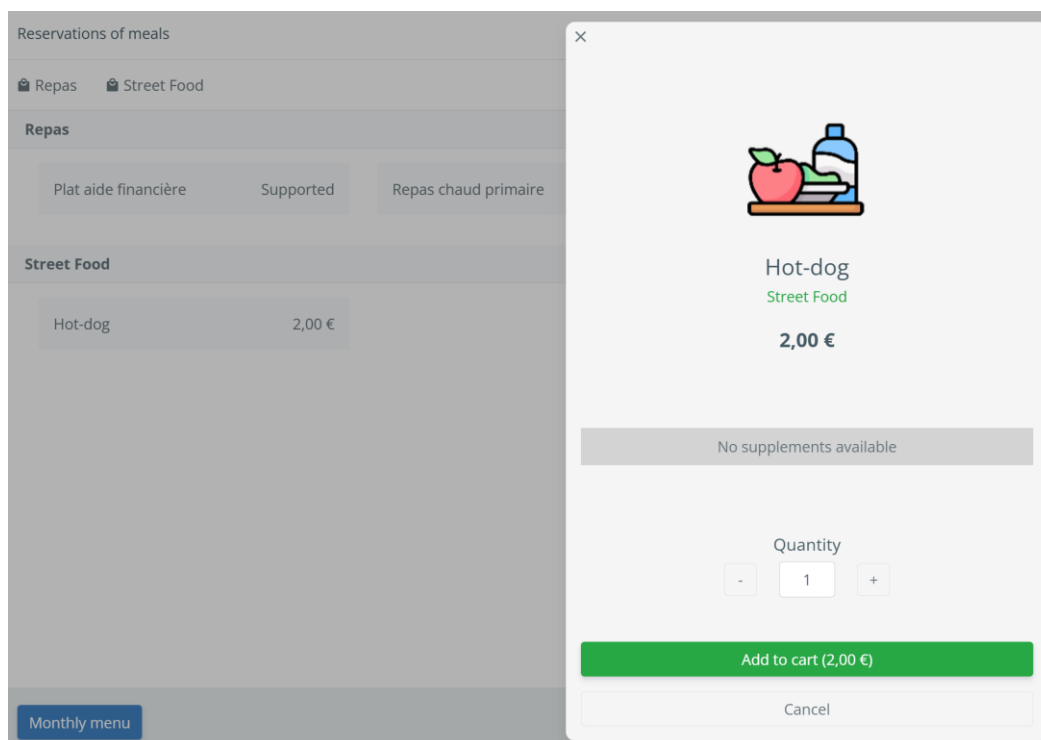 Reservations of meals
Repas Street Food
Repas
Plat aide financière Supported Repas chaud primaire
Street Food
Hot-dog 2,00 €
Monthly menu
×
Hot-dog
Street Food
2,00 €
No supplements available
Quantity
- 1 +
Add to cart (2,00 €)
Cancel